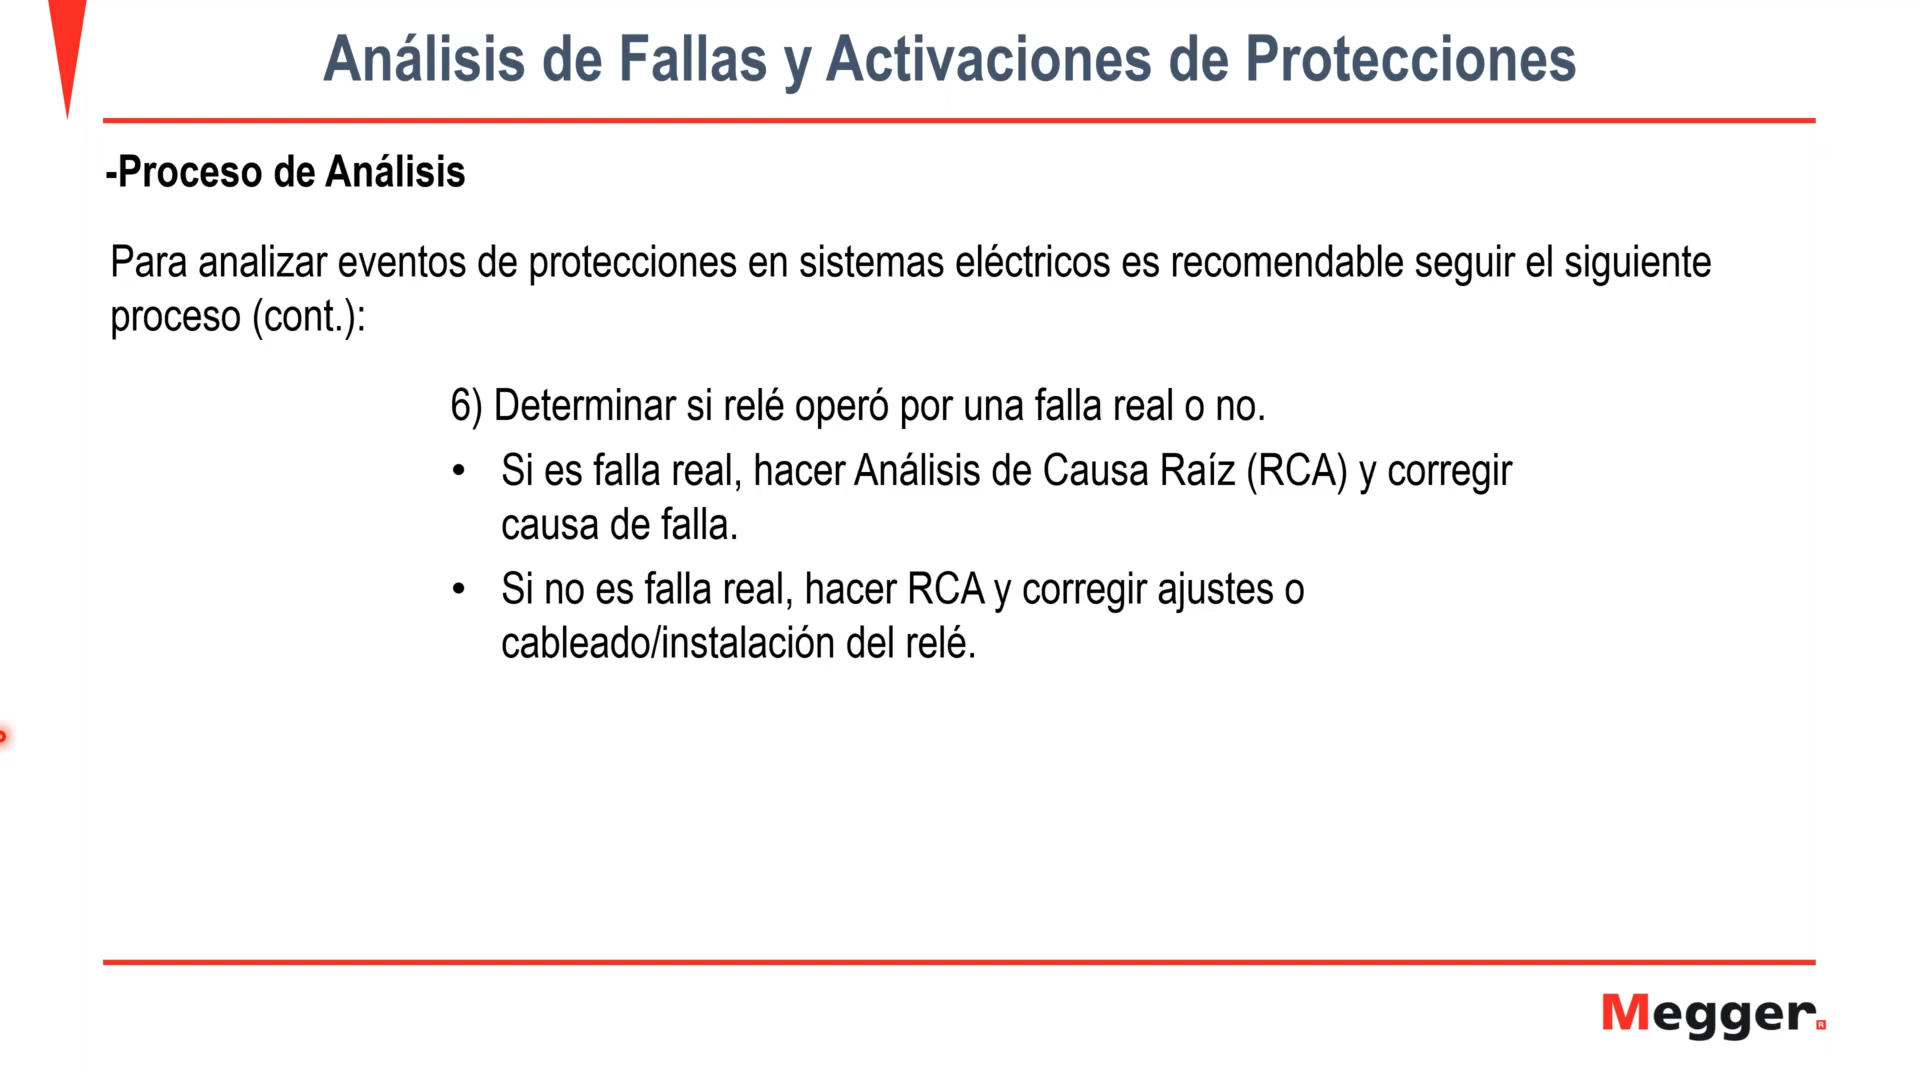 Análisis de Fallas y Activaciones de Protecciones
-Proceso de Análisis
Para analizar eventos de protecciones en sistemas eléctricos es recomendable seguir el siguiente
proceso (cont.):
6) Determinar si relé operó por una falla real o no.
• Si es falla real, hacer Análisis de Causa Raíz (RCA) y corregir
causa de falla.
• Si no es falla real, hacer RCA y corregir ajustes o
cableado/instalación del relé.
Megger.